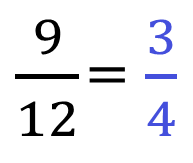 9/12 = 3/4